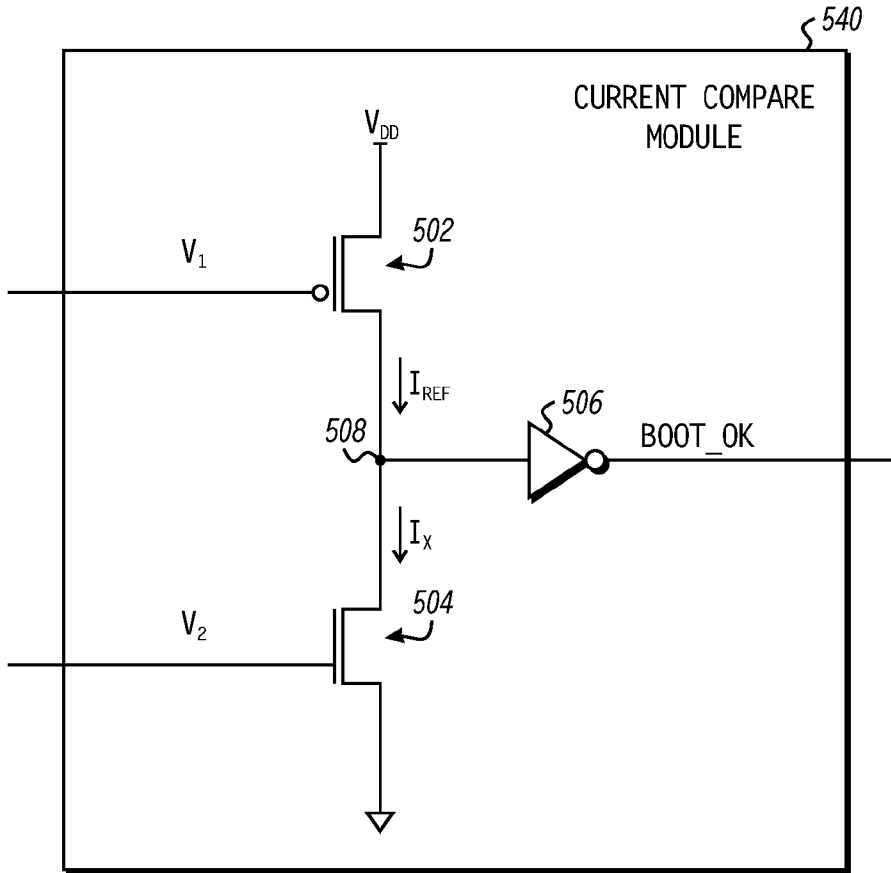 540
CURRENT COMPARE
MODULE
VDD
502
V1
IREF
508
506
BOOT_OK
IX
504
V2